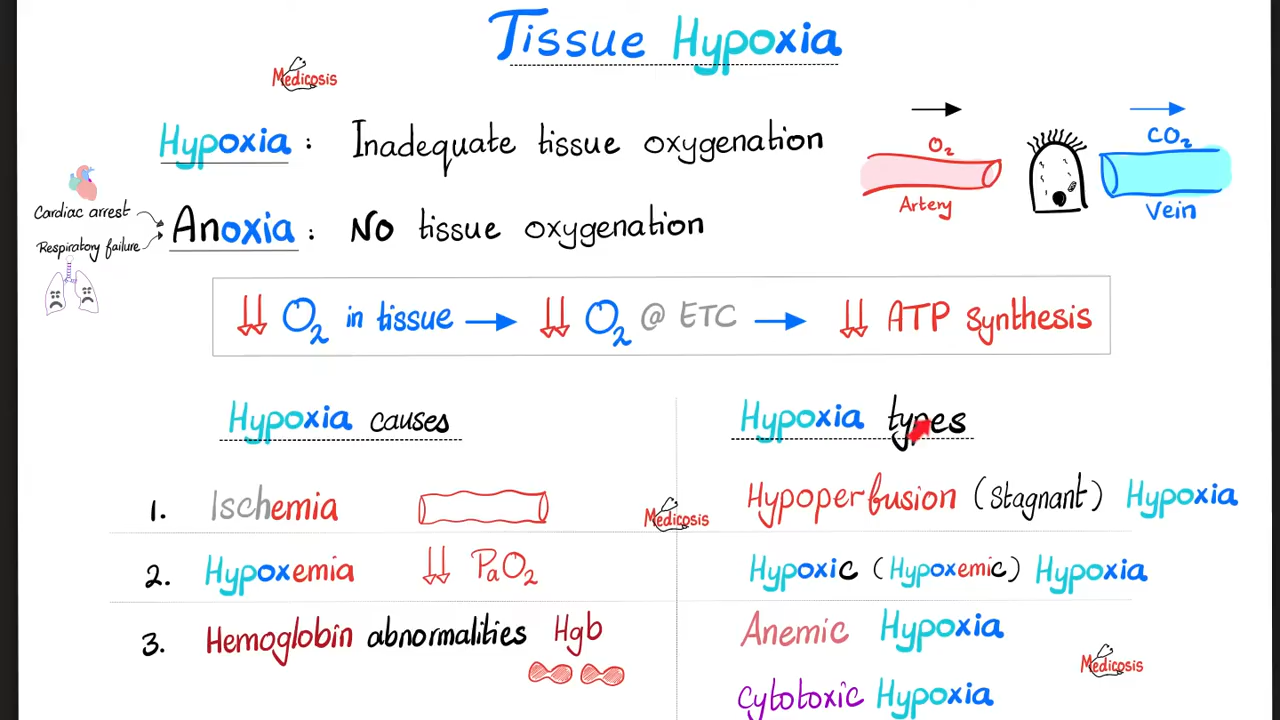 Tissue Hypoxia
Medicosis
Hypoxia : Inadequate tissue oxygenation
O₂
Artery
CO₂
Vein
Cardiac arrest
Respiratory failure
Anoxia : NO tissue oxygenation
↓↓ O₂ in tissue → ↓↓ O₂ @ ETC → ↓↓ ATP synthesis
Hypoxia causes
1. Ischemia
2. Hypoxemia ↓↓ PaO₂
3. Hemoglobin abnormalities Hgb
Medicosis
Hypoxia types
Hypoperfusion (Stagnant) Hypoxia
Hypoxic (Hypoxemic) Hypoxia
Anemic Hypoxia
Medicosis
Cytotoxic Hypoxia